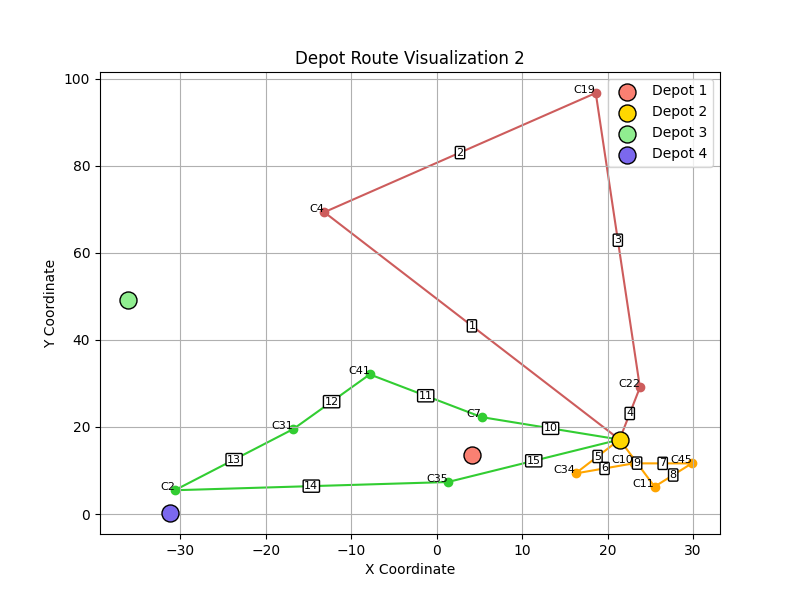 Depot Route Visualization 2
Depot 1
Depot 2
Depot 3
Depot 4
Y Coordinate
100
80
60
40
20
0
−30
−20
−10
0
10
20
30
X Coordinate
C19
2
C4
3
1
C22
4
C41
12
11
C31
C7
10
13
15
C2
14
C35
C34
5
6
C10
9
7
C45
8
C11